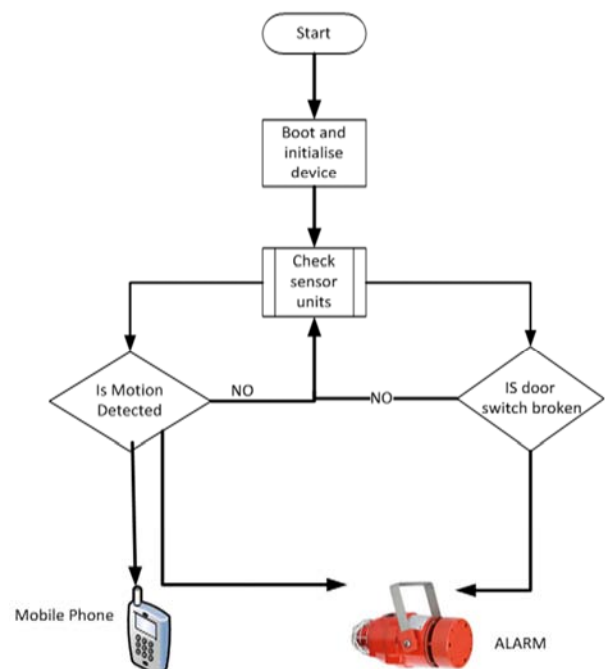 Start
Boot and
initialise
device
Check
sensor
units
Is Motion
Detected
NO
NO
IS door
switch broken
Mobile Phone
ALARM